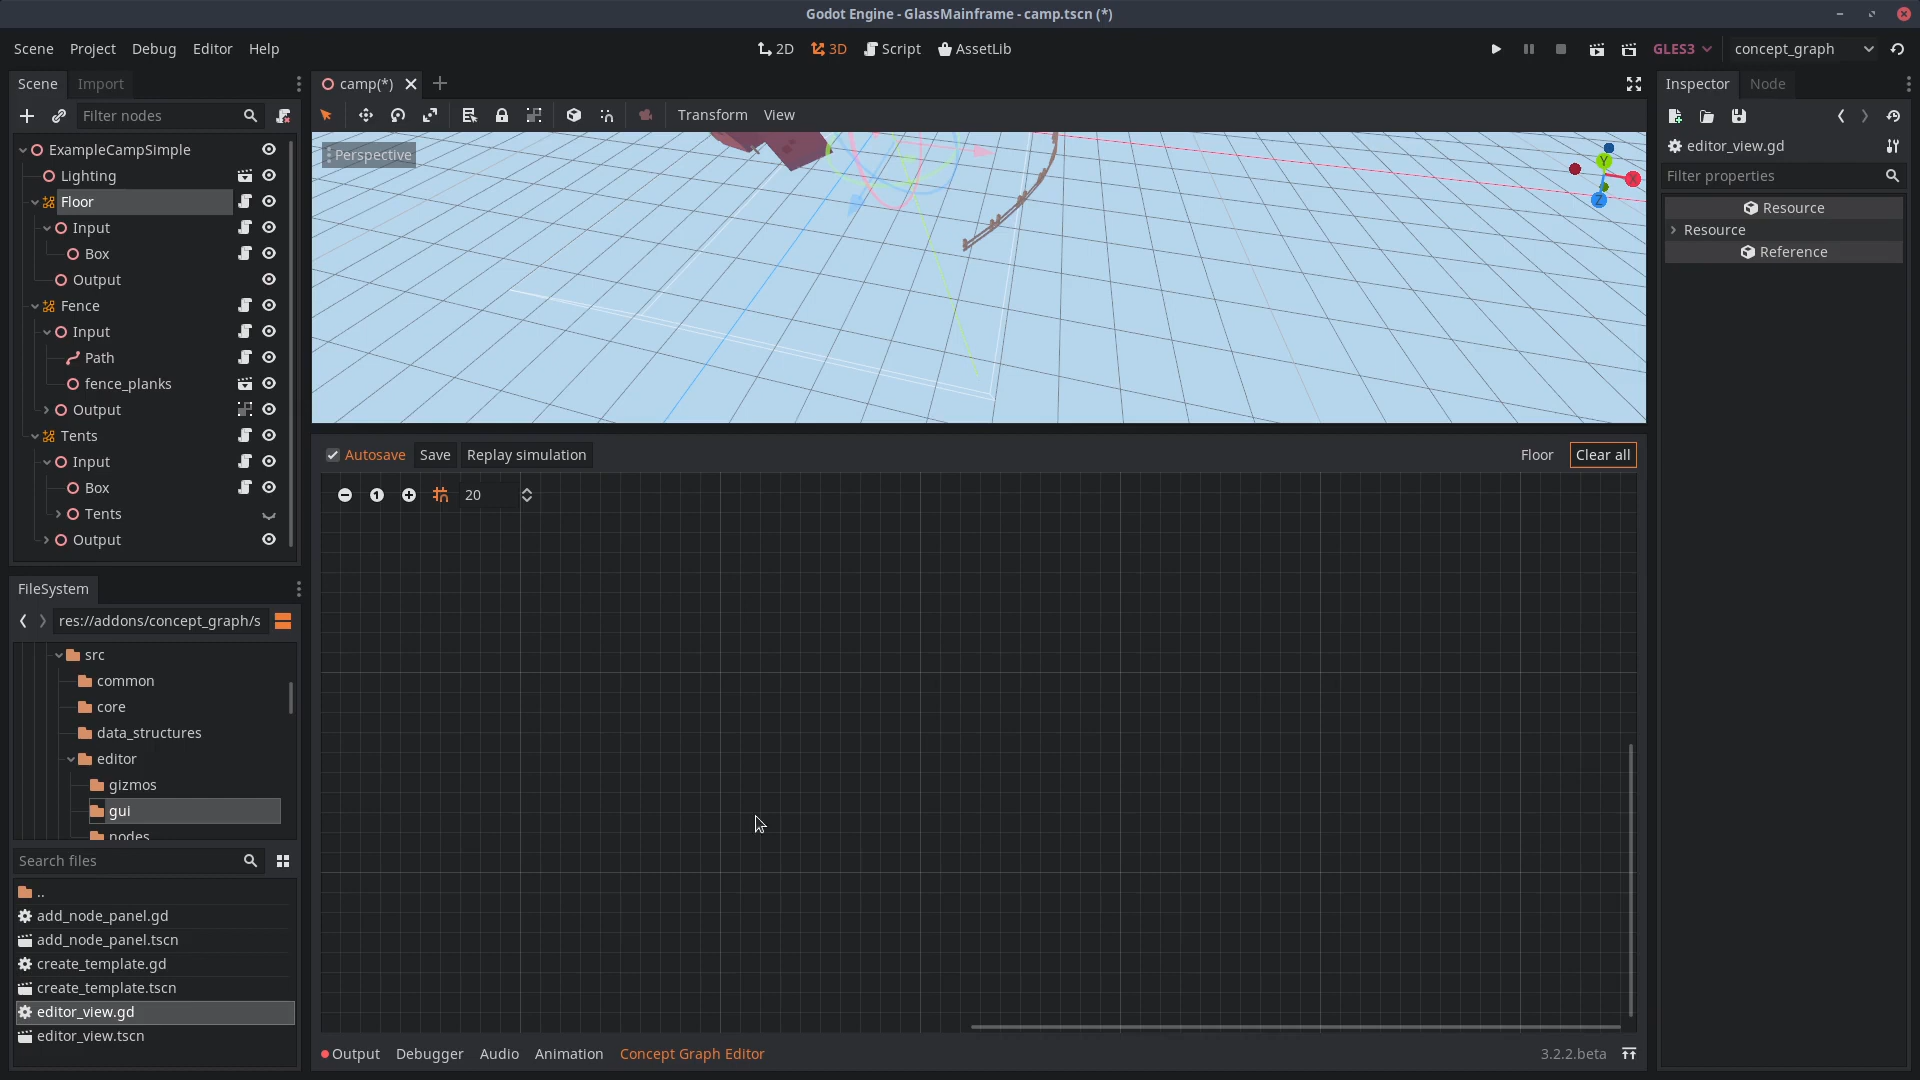 Godot Engine - GlassMainframe - camp.tscn (*)
Scene Project Debug Editor Help
2D 3D Script AssetLib
GLES3 concept_graph
Scene Import
Filter nodes
ExampleCampSimple
Lighting
Floor
Input
Box
Output
Fence
Input
Path
fence_planks
Output
Tents
Input
Box
Tents
Output
FileSystem
res://addons/concept_graph/s
src
common
core
data_structures
editor
gizmos
gui
nodes
Search files
..
add_node_panel.gd
add_node_panel.tscn
create_template.gd
create_template.tscn
editor_view.gd
editor_view.tscn
camp(*)
Transform View
Perspective
Y
X
Z
Autosave Save Replay simulation Floor Clear all
1 20
Output Debugger Audio Animation Concept Graph Editor 3.2.2.beta
Inspector Node
editor_view.gd
Filter properties
Resource
Resource
Reference